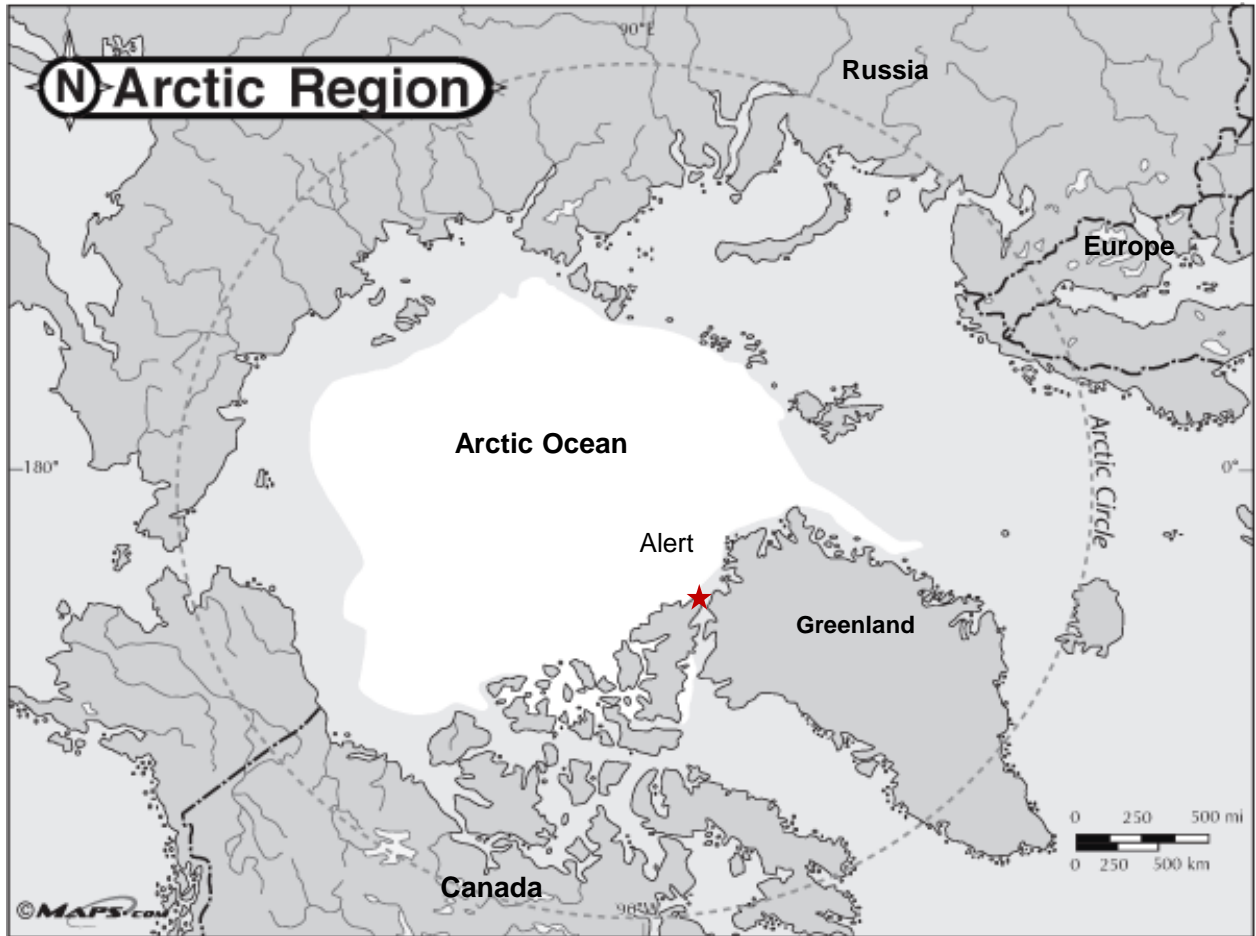 90°E
Russia
N Arctic Region
Europe
Arctic Ocean
Arctic Circle
180°
0°
Alert
Greenland
0 250 500 mi
0 250 500 km
Canada
90°W
©MAPS.COM